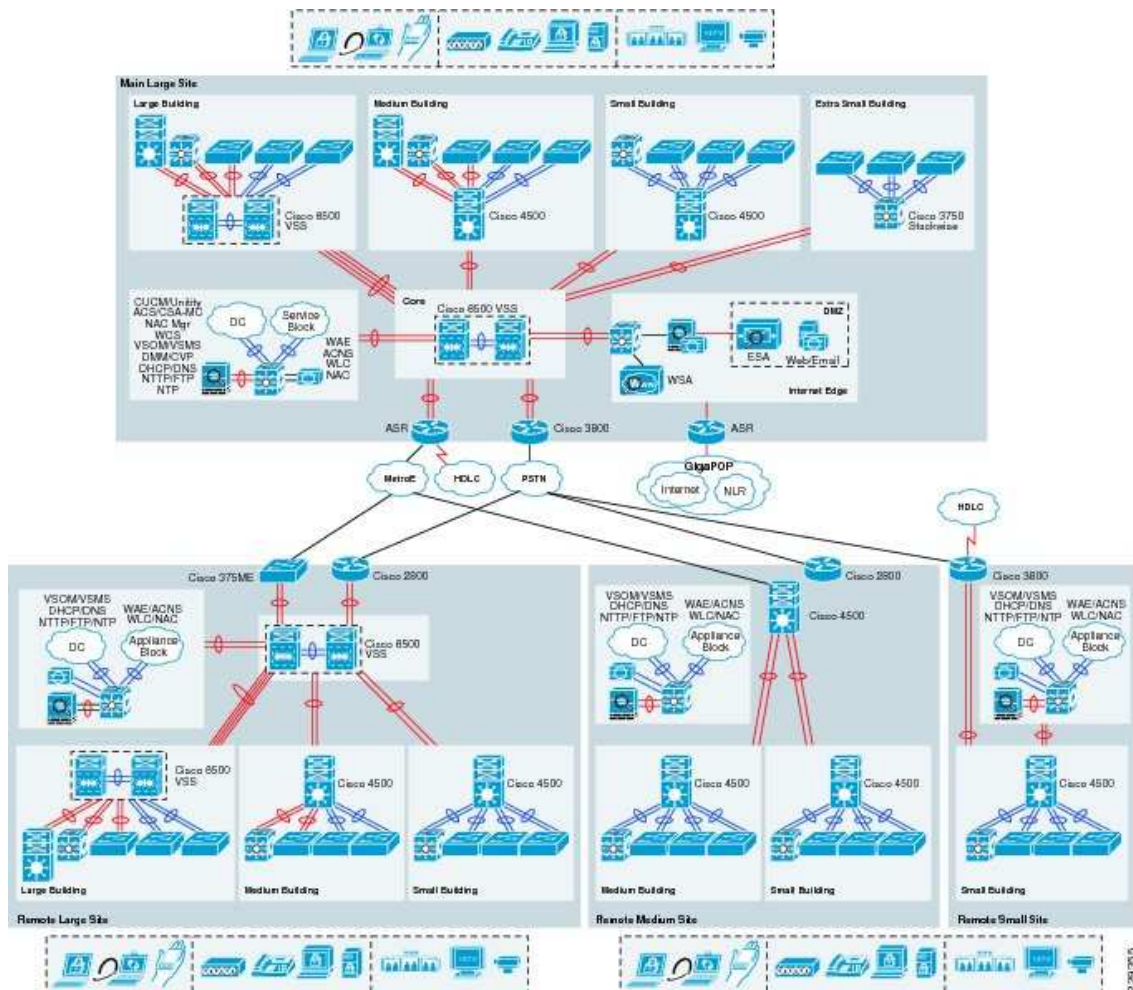 Main Large Site
Large Building
Medium Building
Small Building
Extra Small Building
Cisco 6500
VSS
Cisco 4500
Cisco 4500
Cisco 3750
Stackwise
CUCM/Unitity
ACS/CSA-MC
NAC Mgr
WCS
VSOM/VSMS
DMM/CVP
DHCP/DNS
NTTP/FTP
NTP
DC
Service
Block
WAE
ACNS
WLC
NAC
Core
Cisco 6500 VSS
DMZ
ESA
Web/Email
WSA
Internet Edge
ASR
Cisco 3800
ASR
MetroE
HDLC
PSTN
GigaPOP
Internet
NLR
HDLC
Cisco 375ME
Cisco 2800
Cisco 2800
Cisco 3800
VSOM/VSMS
DHCP/DNS
NTTP/FTP/NTP
WAE/ACNS
WLC/NAC
DC
Appliance
Block
Cisco 6500
VSS
VSOM/VSMS
DHCP/DNS
NTTP/FTP/NTP
WAE/ACNS
WLC/NAC
DC
Appliance
Block
Cisco 4500
VSOM/VSMS
DHCP/DNS
NTTP/FTP/NTP
WAE/ACNS
WLC/NAC
DC
Appliance
Block
Cisco 6500
VSS
Cisco 4500
Cisco 4500
Cisco 4500
Cisco 4500
Cisco 4500
Large Building
Medium Building
Small Building
Medium Building
Small Building
Small Building
Remote Large Site
Remote Medium Site
Remote Small Site